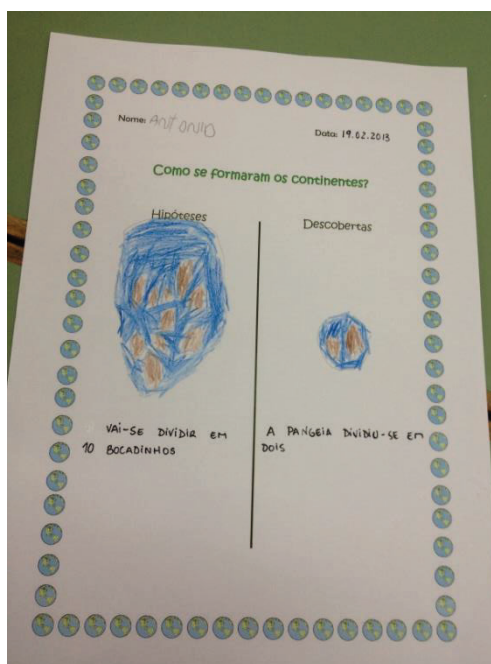 Nome: ANTONIO
Data: 19.02.2013
Como se formaram os continentes?
Hipóteses
Descobertas
VAI-SE DIVIDIR EM
10 BOCADINHOS
A PANGEIA DIVIDIU-SE EM
DOIS